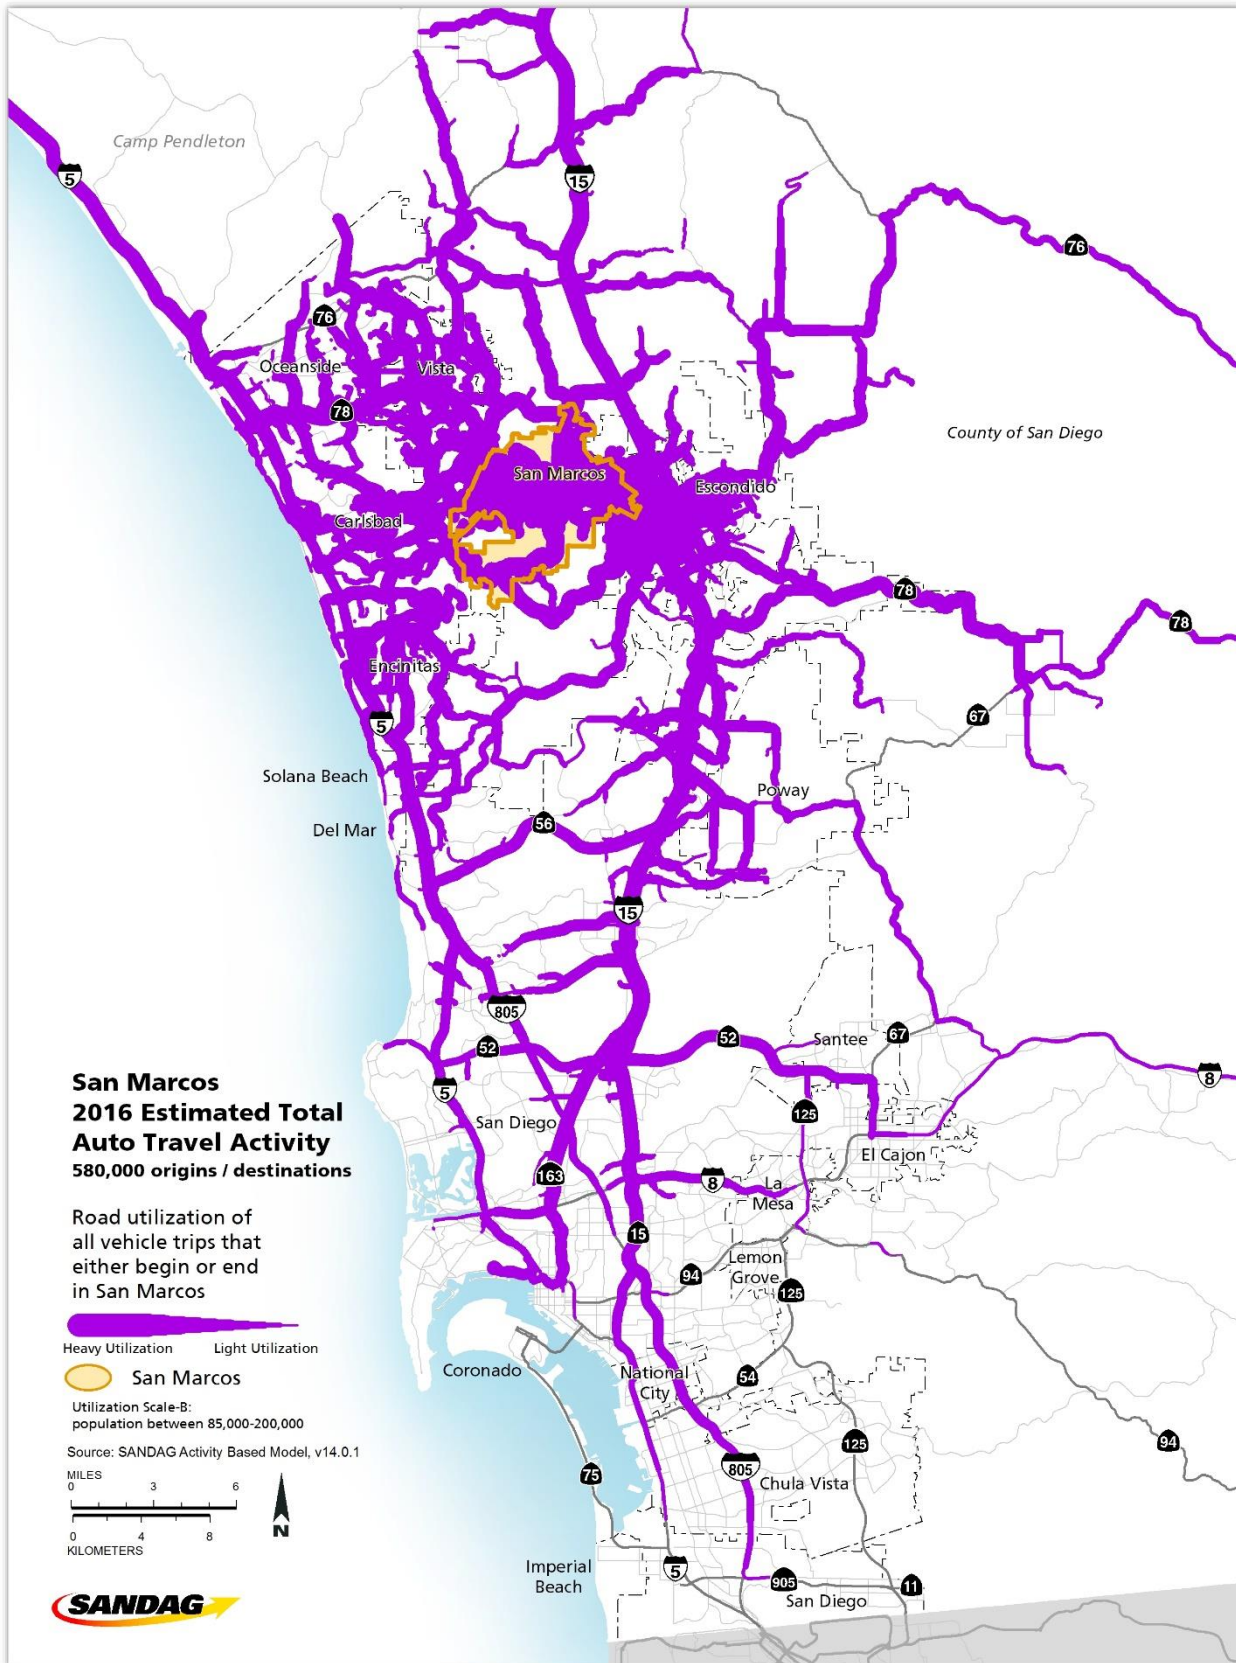 Camp Pendleton
5
15
76
76
Oceanside
Vista
78
County of San Diego
San Marcos
Escondido
Carlsbad
78
78
Encinitas
67
5
Solana Beach
Poway
Del Mar
56
15
805
52
Santee
67
52
8
5
125
San Diego
El Cajon
163
8
La
Mesa
15
Lemon
Grove
94
125
Coronado
National
City
54
125
94
805
75
Chula Vista
Imperial
Beach
5
905
11
San Diego
San Marcos
2016 Estimated Total
Auto Travel Activity
580,000 origins / destinations
Road utilization of
all vehicle trips that
either begin or end
in San Marcos
Heavy Utilization Light Utilization
San Marcos
Utilization Scale-B:
population between 85,000-200,000
Source: SANDAG Activity Based Model, v14.0.1
MILES
0 3 6
0 4 8
KILOMETERS
N
SANDAG